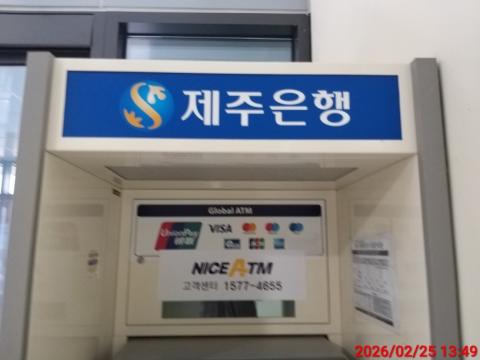 제주은행
Global ATM
UnionPay VISA
银联
NICE ATM
고객센터 1577-4655
2026/02/25 13:49